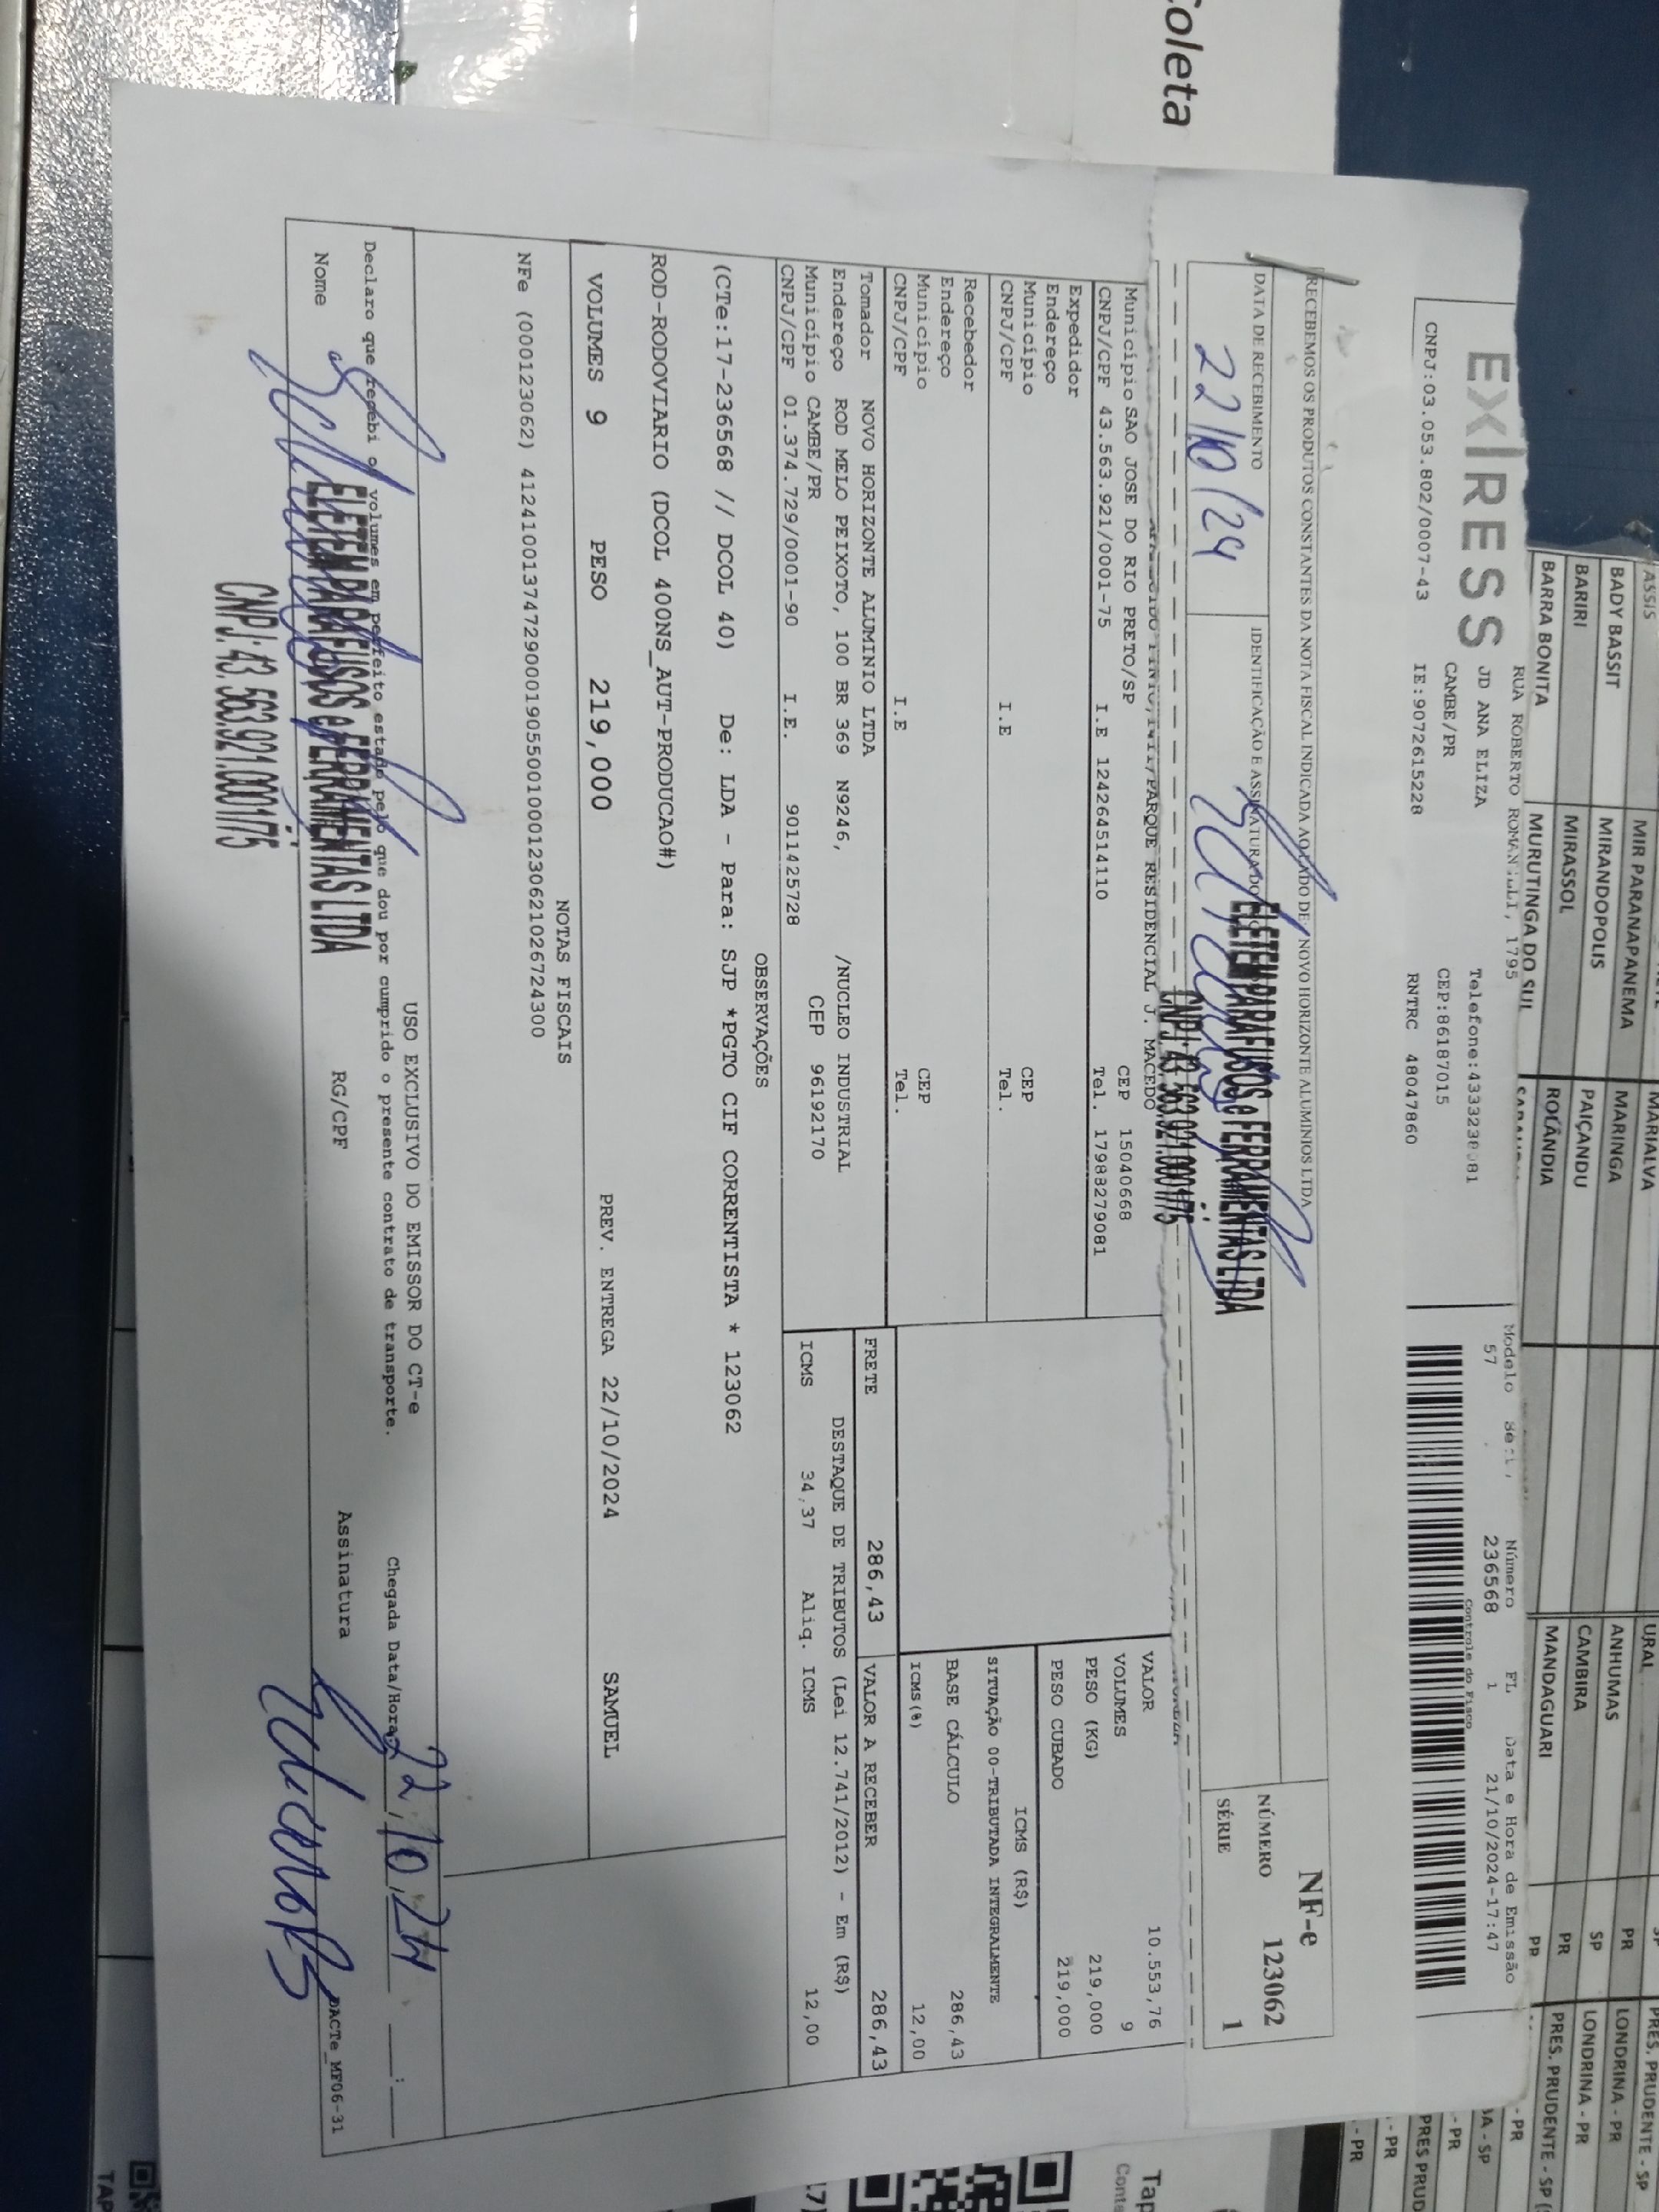 Coleta
ASSIS
MIR PARANAPANEMA
MARIALVA
URAL
BADY BASSIT
MIRANDOPOLIS
MARINGA
ANHUMAS
PR
LONDRINA - PR
BARIRI
MIRASSOL
PAIÇANDU
CAMBIRA
SP
LONDRINA - PR
BARRA BONITA
MURUTINGA DO SUL
ROLÂNDIA
MANDAGUARI
PR
PRES. PRUDENTE - SP
PR
EXPRESS
RUA ROBERTO ROMANELLI, 1795
JD ANA ELIZA
Telefone:4333230081
CAMBE/PR
CEP:86187015
CNPJ:03.053.802/0007-43
IE:9072615228
RNTRC 48047860
Modelo
57
Número
236568
FL
1
Data e Hora de Emissão
21/10/2024-17:47
Controle do Fisco
RECEBEMOS OS PRODUTOS CONSTANTES DA NOTA FISCAL INDICADA AO LADO DE NOVO HORIZONTE ALUMINIOS LTDA
NF-e
DATA DE RECEBIMENTO
22/10/24
IDENTIFICAÇÃO E ASSINATURA DO
ELETEM PARAFUSOS e FERRAMENTAS LTDA
CNPJ: 43.563.921.0001/75
NÚMERO 123062
SÉRIE 1
PARQUE RESIDENCIAL J. MACEDO
Município SAO JOSE DO RIO PRETO/SP
CEP 15040668
CNPJ/CPF 43.563.921/0001-75
I.E 124264514110
Tel. 17988279081
Expedidor
Endereço
Município
CEP
CNPJ/CPF
I.E
Tel.
Recebedor
Endereço
Município
CEP
CNPJ/CPF
I.E
Tel.
VALOR 10.553,76
VOLUMES 9
PESO (KG) 219,000
PESO CUBADO 219,000
ICMS (R$)
SITUAÇÃO 00-TRIBUTADA INTEGRALMENTE
BASE CÁLCULO 286,43
ICMS(%) 12,00
Tomador NOVO HORIZONTE ALUMINIO LTDA
Endereço ROD MELO PEIXOTO, 100 BR 369 N9246, /NUCLEO INDUSTRIAL
Município CAMBE/PR
CEP 96192170
CNPJ/CPF 01.374.729/0001-90
I.E. 9011425728
FRETE 286,43
VALOR A RECEBER 286,43
DESTAQUE DE TRIBUTOS (Lei 12.741/2012) - Em (R$)
ICMS 34,37 Aliq. ICMS 12,00
OBSERVAÇÕES
(CTe:17-236568 // DCOL 40) De: LDA - Para: SJP *PGTO CIF CORRENTISTA * 123062
ROD-RODOVIARIO (DCOL 400NS_AUT-PRODUCAO#)
VOLUMES 9 PESO 219,000 PREV. ENTREGA 22/10/2024 SAMUEL
NOTAS FISCAIS
NFe (000123062) 41241001374729000190550010001230621026724300
USO EXCLUSIVO DO EMISSOR DO CT-e
Declaro que recebi os volumes em perfeito estado pelo que dou por cumprido o presente contrato de transporte.
Chegada Data/Hora 22/10/24
Nome
RG/CPF
Assinatura
ELETEM PARAFUSOS e FERRAMENTAS LTDA
CNPJ: 43.563.921.0001/75
DACTe_MF06-31
TAP
Tap